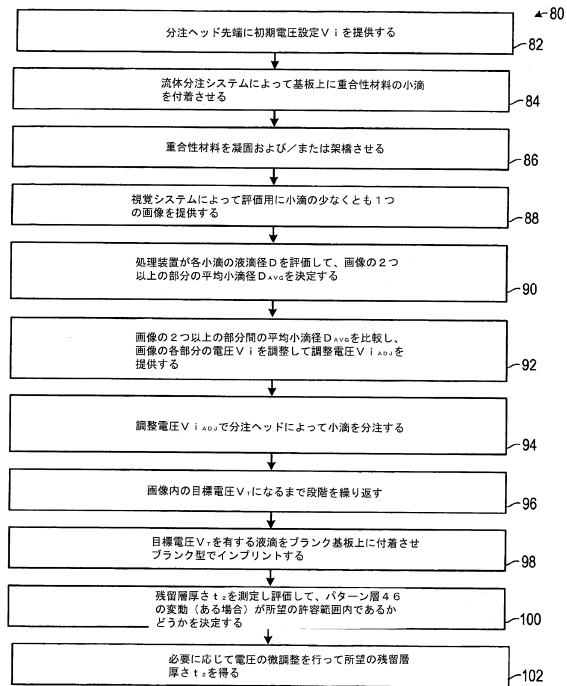 80
分注ヘッド先端に初期電圧設定Ｖｉを提供する
82
流体分注システムによって基板上に重合性材料の小滴
を付着させる
84
重合性材料を凝固および／または架橋させる
86
視覚システムによって評価用に小滴の少なくとも１つ
の画像を提供する
88
処理装置が各小滴の液滴径Ｄを評価して、画像の２つ
以上の部分の平均小滴径ＤAVGを決定する
90
画像の２つ以上の部分間の平均小滴径ＤAVGを比較し、
画像の各部分の電圧Ｖｉを調整して調整電圧ＶｉADJを
提供する
92
調整電圧ＶｉADJで分注ヘッドによって小滴を分注する
94
画像内の目標電圧ＶTになるまで段階を繰り返す
96
目標電圧ＶTを有する液滴をブランク基板上に付着させ
ブランク型でインプリントする
98
残留層厚さｔ2を測定し評価して、パターン層４６
の変動（ある場合）が所望の許容範囲内であるか
どうかを決定する
100
必要に応じて電圧の微調整を行って所望の残留層
厚さｔ2を得る
102